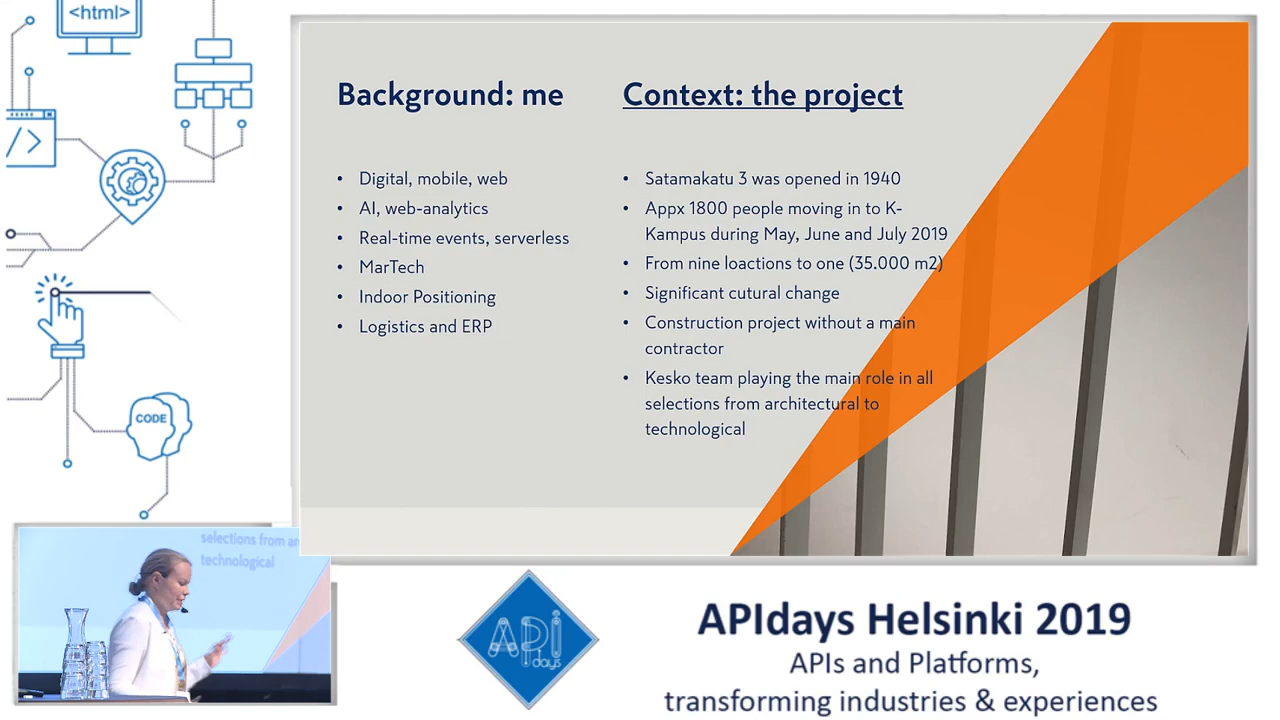 <html>
</>
CODE
Background: me
Digital, mobile, web
AI, web-analytics
Real-time events, serverless
MarTech
Indoor Positioning
Logistics and ERP
Context: the project
Satamakatu 3 was opened in 1940
Appx 1800 people moving in to K-
Kampus during May, June and July 2019
From nine loactions to one (35.000 m2)
Significant cutural change
Construction project without a main
contractor
Kesko team playing the main role in all
selections from architectural to
technological
selections from ar
technological
API
days
APIdays Helsinki 2019
APIs and Platforms,
transforming industries & experiences